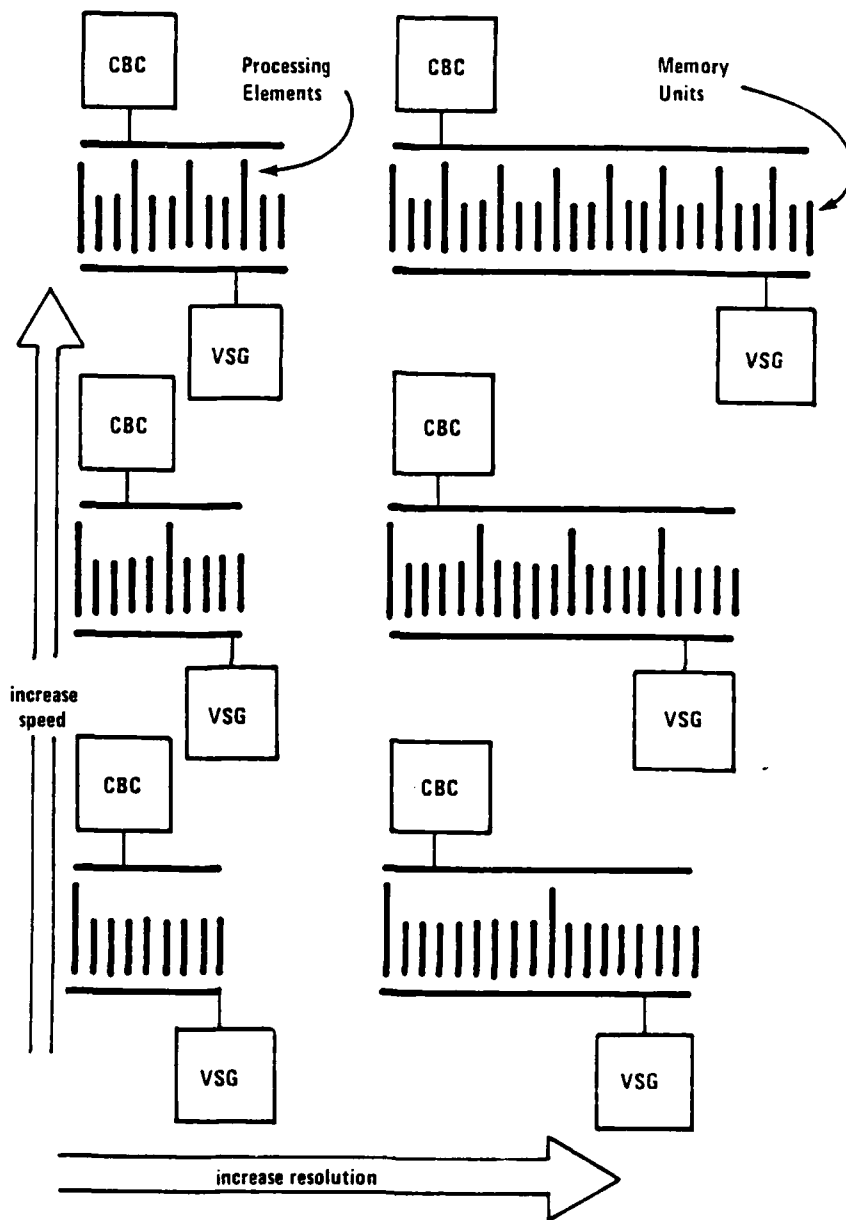 CBC
Processing
Elements
CBC
Memory
Units
VSG
VSG
CBC
CBC
increase
speed
VSG
VSG
CBC
CBC
VSG
VSG
increase resolution